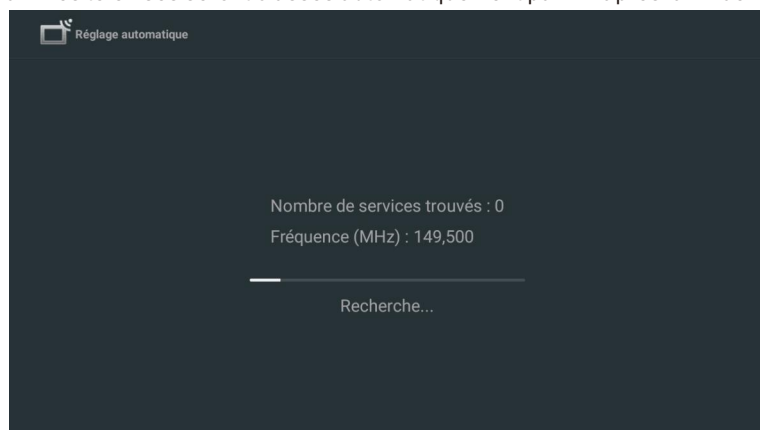 Réglage automatique
Nombre de services trouvés : 0
Fréquence (MHz) : 149,500
Recherche...